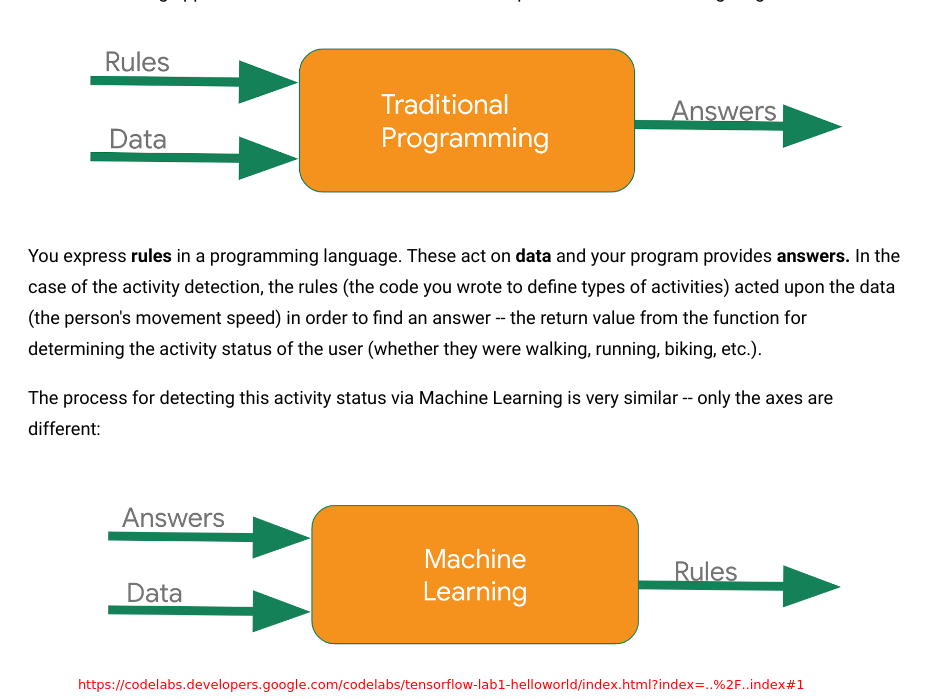 Rules
Data
Traditional
Programming
Answers
You express rules in a programming language. These act on data and your program provides answers. In the
case of the activity detection, the rules (the code you wrote to define types of activities) acted upon the data
(the person's movement speed) in order to find an answer -- the return value from the function for
determining the activity status of the user (whether they were walking, running, biking, etc.).
The process for detecting this activity status via Machine Learning is very similar -- only the axes are
different:
Answers
Data
Machine
Learning
Rules
https://codelabs.developers.google.com/codelabs/tensorflow-lab1-helloworld/index.html?index=..%2F..index#1